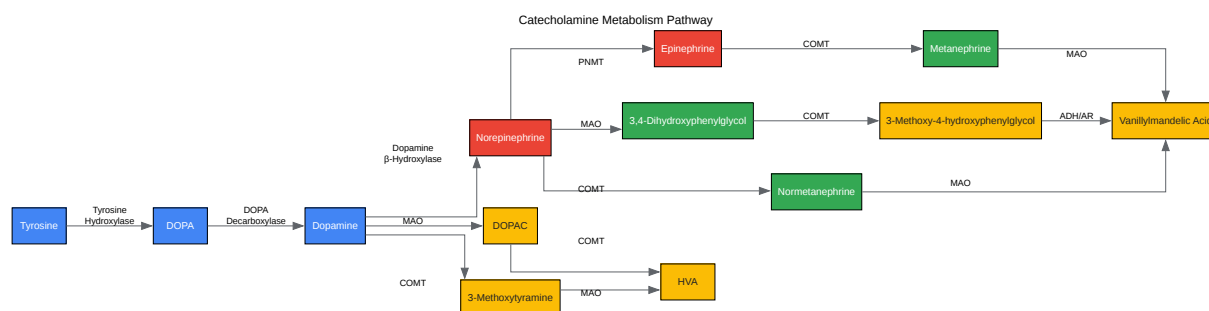 Catecholamine Metabolism Pathway
Epinephrine
COMT
Metanephrine
MAO
PNMT
3,4-Dihydroxyphenylglycol
COMT
3-Methoxy-4-hydroxyphenylglycol
ADH/AR
Vanillylmandelic Acid
Norepinephrine
MAO
Dopamine
β-Hydroxylase
COMT
Normetanephrine
MAO
Tyrosine
Tyrosine
Hydroxylase
DOPA
DOPA
Decarboxylase
Dopamine
MAO
DOPAC
COMT
COMT
3-Methoxytyramine
MAO
HVA